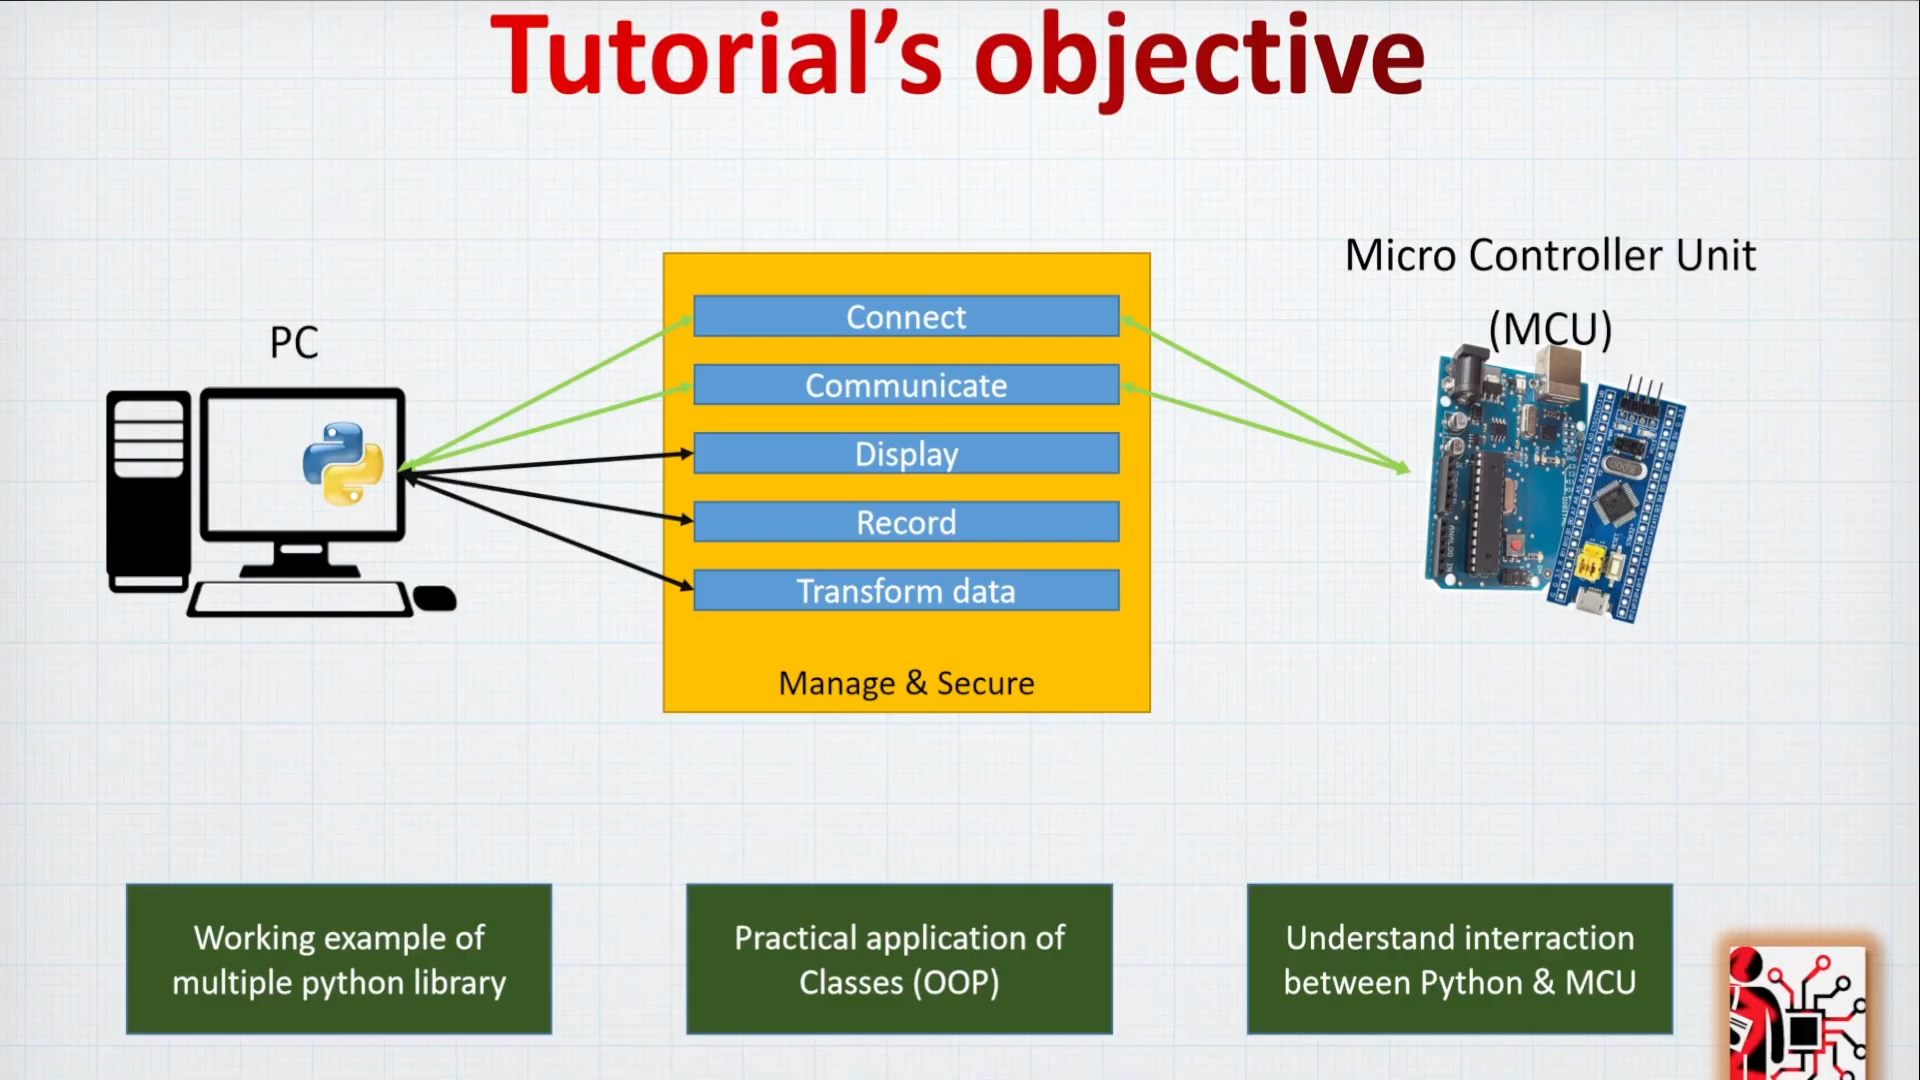 Tutorial’s objective
Micro Controller Unit
(MCU)
PC
Connect
Communicate
Display
Record
Transform data
Manage & Secure
Working example of
multiple python library
Practical application of
Classes (OOP)
Understand interraction
between Python & MCU